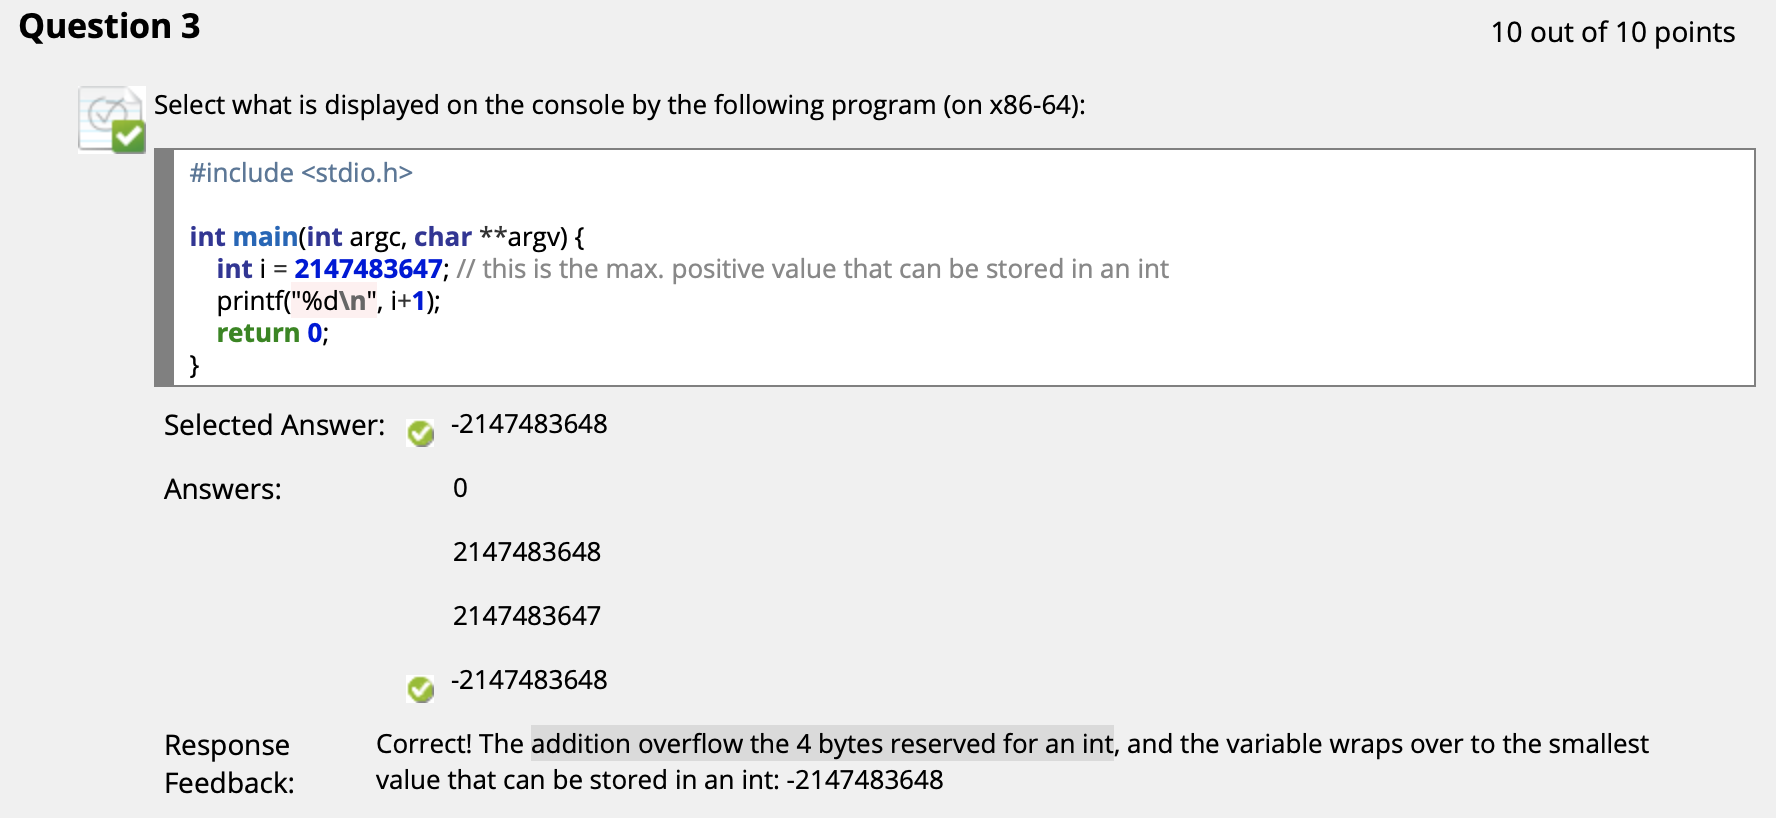 Question 3
10 out of 10 points
Select what is displayed on the console by the following program (on x86-64):
#include <stdio.h>
int main(int argc, char **argv) {
int i = 2147483647; // this is the max. positive value that can be stored in an int
printf("%d\n", i+1);
return 0;
}
Selected Answer: -2147483648
Answers: 0
2147483648
2147483647
-2147483648
Response Feedback: Correct! The addition overflow the 4 bytes reserved for an int, and the variable wraps over to the smallest
value that can be stored in an int: -2147483648